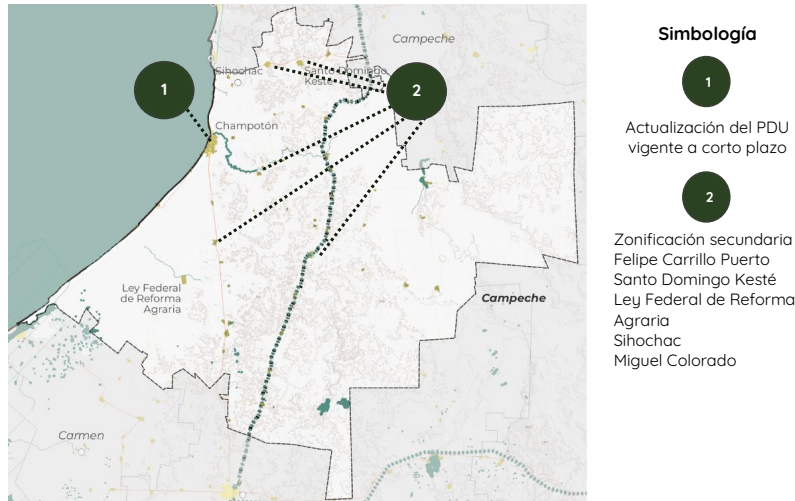 Campeche
Sihochac
Santo Domingo
Kesté
1
2
Champotón
Ley Federal
de Reforma
Agraria
Campeche
Carmen
Simbología
1
Actualización del PDU
vigente a corto plazo
2
Zonificación secundaria
Felipe Carrillo Puerto
Santo Domingo Kesté
Ley Federal de Reforma
Agraria
Sihochac
Miguel Colorado